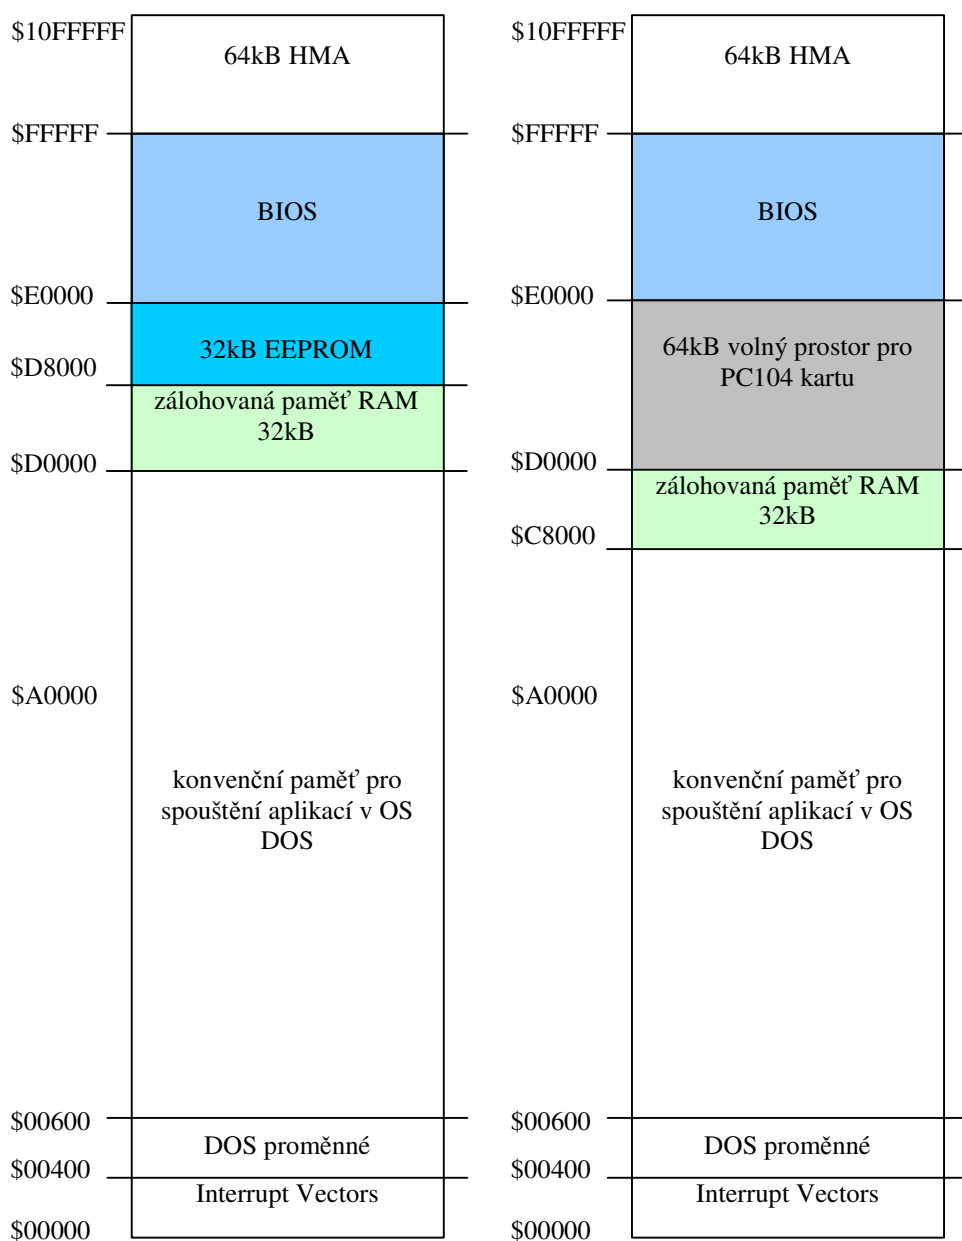 $10FFFFF
64kB HMA
$FFFFF
BIOS
$E0000
32kB EEPROM
$D8000
zálohovaná paměť RAM
32kB
$D0000
$A0000
konvenční paměť pro
spouštění aplikací v OS
DOS
$00600
DOS proměnné
$00400
Interrupt Vectors
$00000
$10FFFFF
64kB HMA
$FFFFF
BIOS
$E0000
64kB volný prostor pro
PC104 kartu
$D0000
zálohovaná paměť RAM
32kB
$C8000
$A0000
konvenční paměť pro
spouštění aplikací v OS
DOS
$00600
DOS proměnné
$00400
Interrupt Vectors
$00000